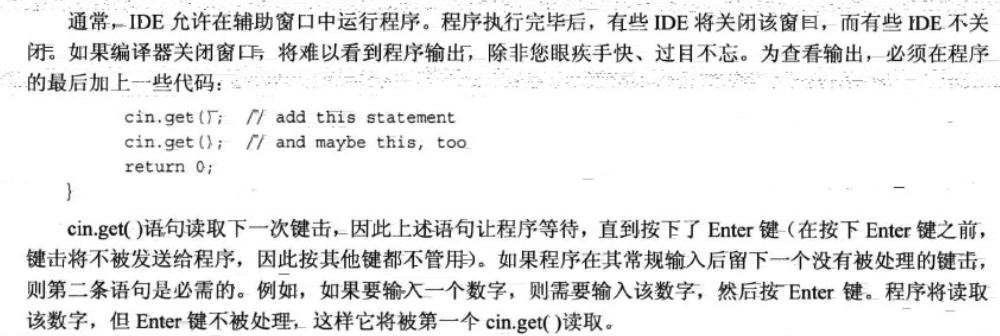 通常，IDE 允许在辅助窗口中运行程序。程序执行完毕后，有些 IDE 将关闭该窗口，而有些 IDE 不关
闭。如果编译器关闭窗口，将难以看到程序输出，除非您眼疾手快、过目不忘。为查看输出，必须在程序
的最后加上一些代码：
cin.get(); // add this statement
cin.get(); // and maybe this, too
return 0;
}
cin.get( )语句读取下一次键击，因此上述语句让程序等待，直到按下了 Enter 键（在按下 Enter 键之前，
键击将不被发送给程序，因此按其他键都不管用）。如果程序在其常规输入后留下一个没有被处理的键击，
则第二条语句是必需的。例如，如果要输入一个数字，则需要输入该数字，然后按 Enter 键。程序将读取
该数字，但 Enter 键不被处理，这样它将被第一个 cin.get( )读取。